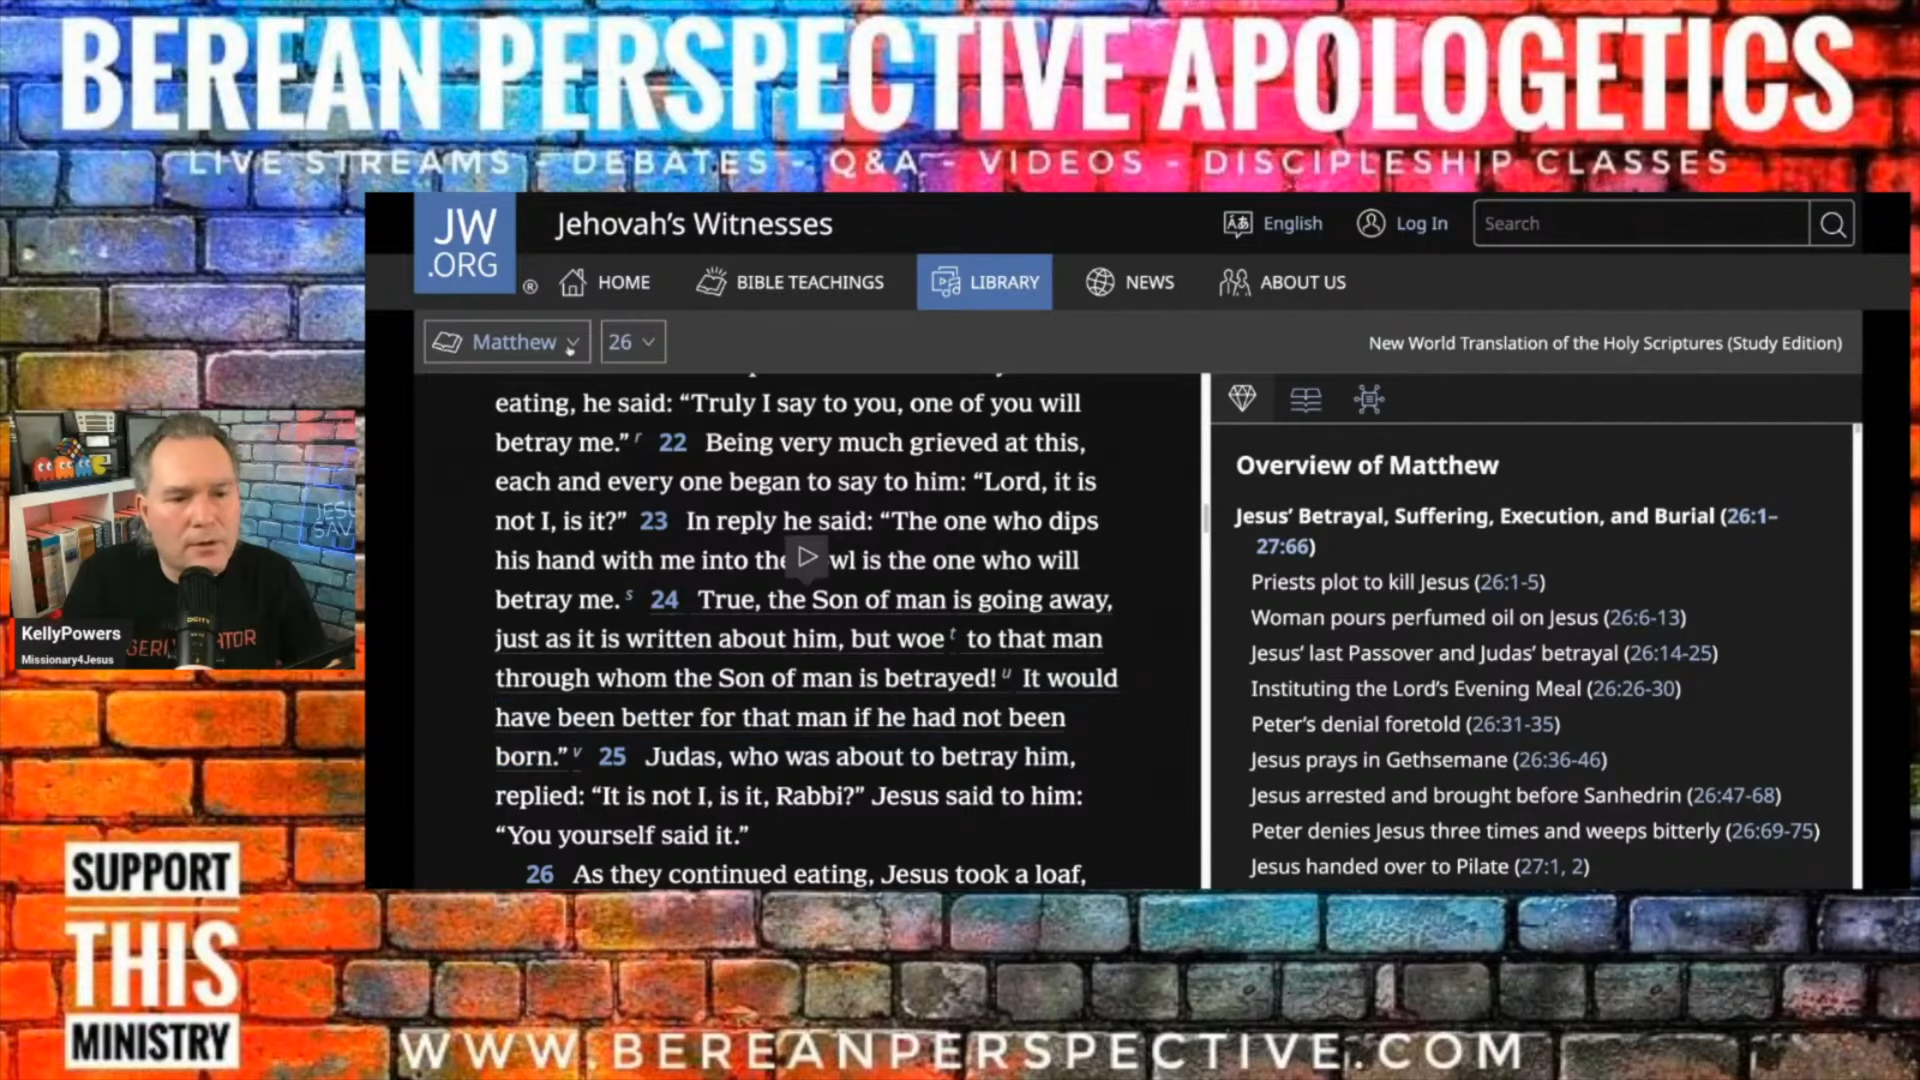 BEREAN PERSPECTIVE APOLOGETICS
LIVE STREAMS - DEBATES - Q&A - VIDEOS - DISCIPLESHIP CLASSES
JW
.ORG
®
Jehovah's Witnesses
English
Log In
Search
HOME
BIBLE TEACHINGS
LIBRARY
NEWS
ABOUT US
Matthew
26
New World Translation of the Holy Scriptures (Study Edition)
eating, he said: “Truly I say to you, one of you will
betray me.” r 22 Being very much grieved at this,
each and every one began to say to him: “Lord, it is
not I, is it?” 23 In reply he said: “The one who dips
his hand with me into the wl is the one who will
betray me. s 24 True, the Son of man is going away,
just as it is written about him, but woe t to that man
through whom the Son of man is betrayed! u It would
have been better for that man if he had not been
born.” v 25 Judas, who was about to betray him,
replied: “It is not I, is it, Rabbi?” Jesus said to him:
“You yourself said it.”
26 As they continued eating, Jesus took a loaf,
Overview of Matthew
Jesus’ Betrayal, Suffering, Execution, and Burial (26:1–
27:66)
Priests plot to kill Jesus (26:1-5)
Woman pours perfumed oil on Jesus (26:6-13)
Jesus’ last Passover and Judas’ betrayal (26:14-25)
Instituting the Lord’s Evening Meal (26:26-30)
Peter’s denial foretold (26:31-35)
Jesus prays in Gethsemane (26:36-46)
Jesus arrested and brought before Sanhedrin (26:47-68)
Peter denies Jesus three times and weeps bitterly (26:69-75)
Jesus handed over to Pilate (27:1, 2)
JESU
SAV
KellyPowers
Missionary4Jesus
SUPPORT
THIS
MINISTRY
WWW.BEREANPERSPECTIVE.COM